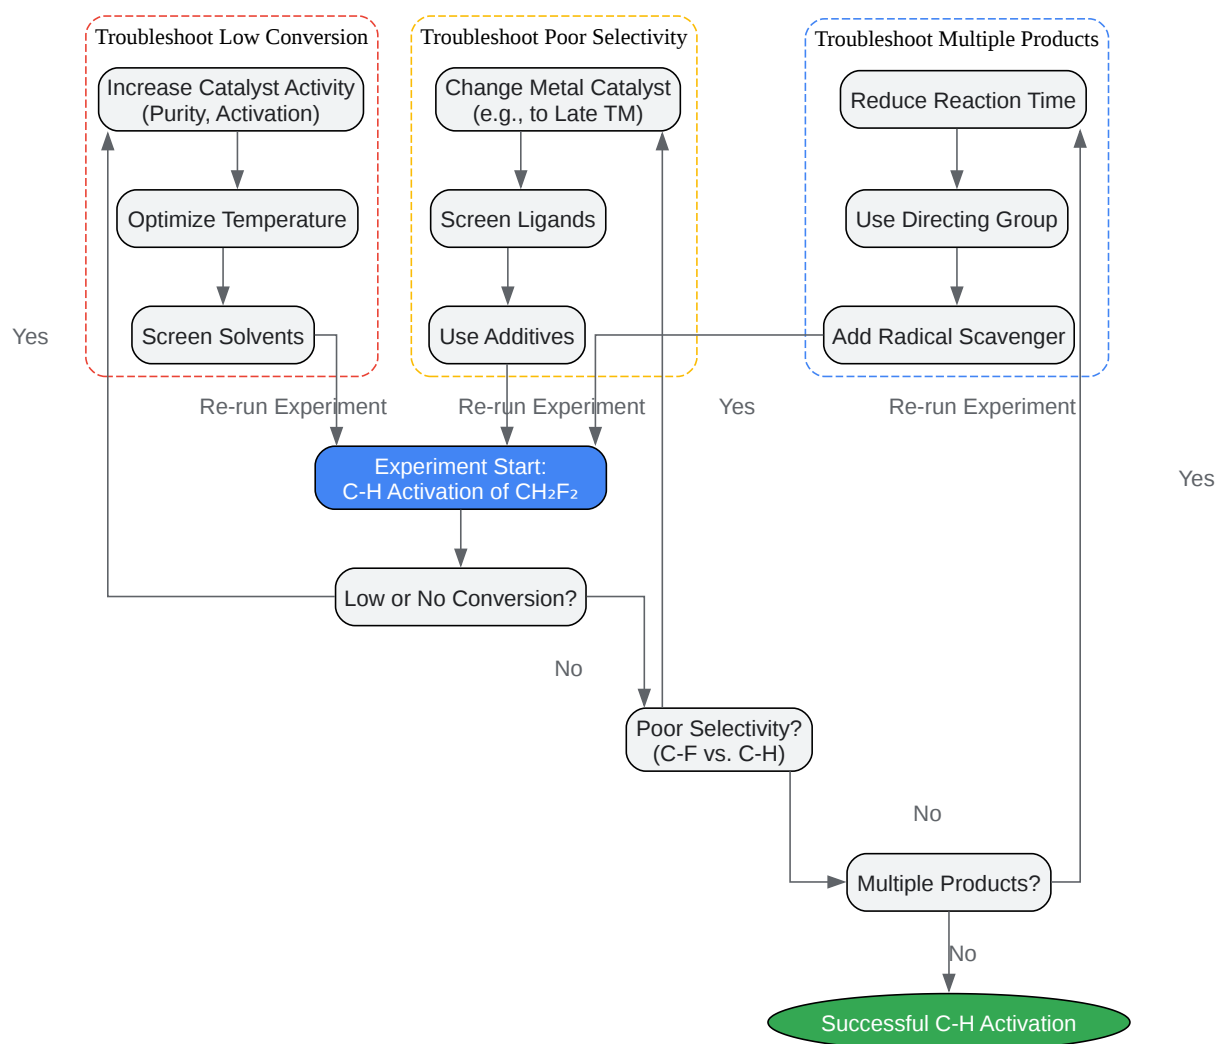 Troubleshoot Low Conversion
Troubleshoot Poor Selectivity
Troubleshoot Multiple Products
Increase Catalyst Activity
(Purity, Activation)
Change Metal Catalyst
(e.g., to Late TM)
Reduce Reaction Time
Optimize Temperature
Screen Ligands
Use Directing Group
Yes
Screen Solvents
Use Additives
Add Radical Scavenger
Re-run Experiment
Re-run Experiment
Yes
Re-run Experiment
Experiment Start:
C-H Activation of CH₂F₂
Yes
Low or No Conversion?
No
Poor Selectivity?
(C-F vs. C-H)
No
Multiple Products?
No
Successful C-H Activation